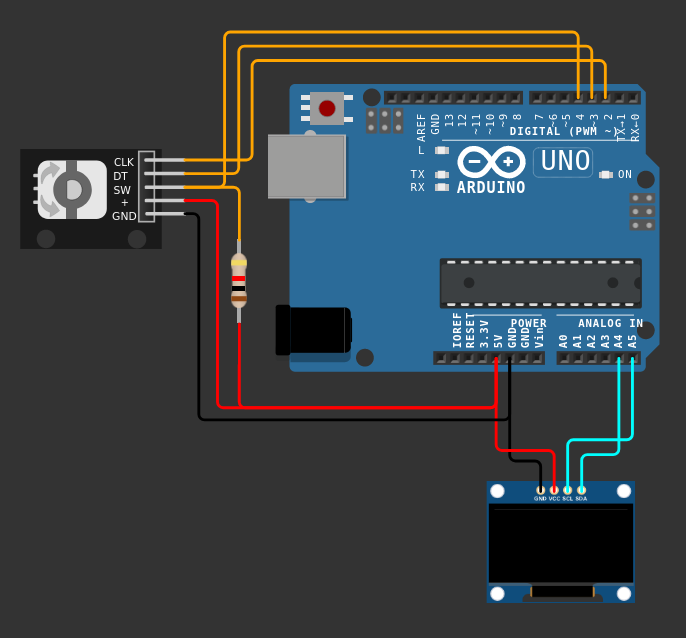 CLK
DT
SW
+
GND
AREF
GND
13
12
~11
~10
~9
8
7
~6
~5
4
~3
2
TX→1
RX←0
DIGITAL (PWM ~)
L
TX
RX
UNO
ARDUINO
ON
IOREF
RESET
3.3V
5V
GND
GND
Vin
POWER
ANALOG IN
A0
A1
A2
A3
A4
A5
GND VCC SCL SDA